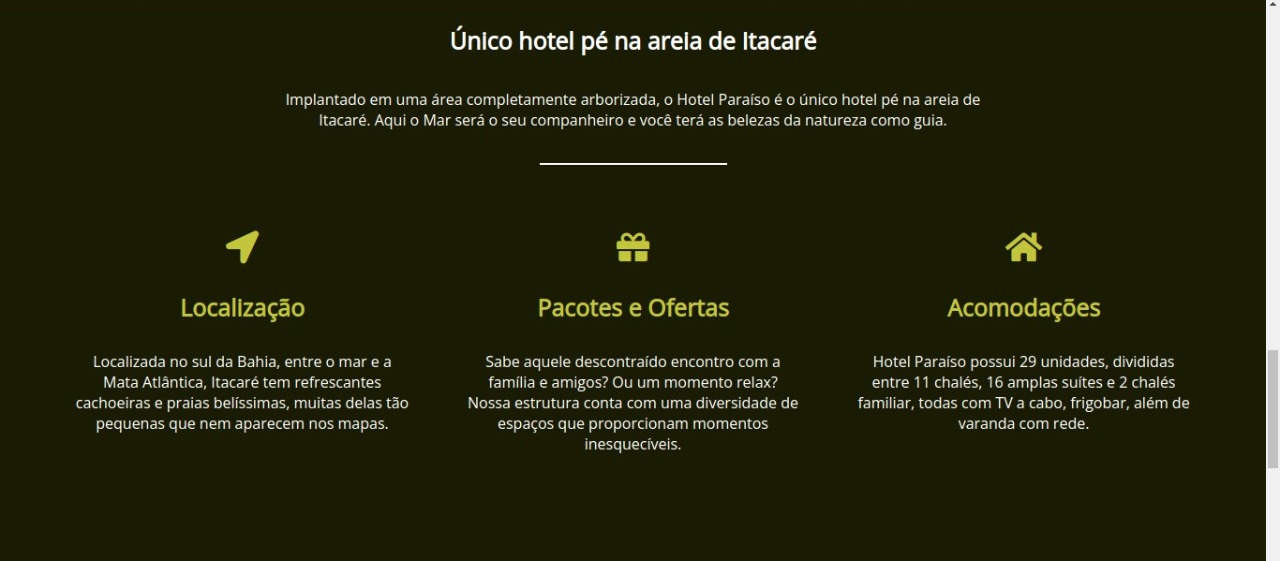 Único hotel pé na areia de Itacaré
Implantado em uma área completamente arborizada, o Hotel Paraíso é o único hotel pé na areia de
Itacaré. Aqui o Mar será o seu companheiro e você terá as belezas da natureza como guia.
Localização
Localizada no sul da Bahia, entre o mar e a
Mata Atlântica, Itacaré tem refrescantes
cachoeiras e praias belíssimas, muitas delas tão
pequenas que nem aparecem nos mapas.
Pacotes e Ofertas
Sabe aquele descontraído encontro com a
família e amigos? Ou um momento relax?
Nossa estrutura conta com uma diversidade de
espaços que proporcionam momentos
inesquecíveis.
Acomodações
Hotel Paraíso possui 29 unidades, divididas
entre 11 chalés, 16 amplas suítes e 2 chalés
familiar, todas com TV a cabo, frigobar, além de
varanda com rede.